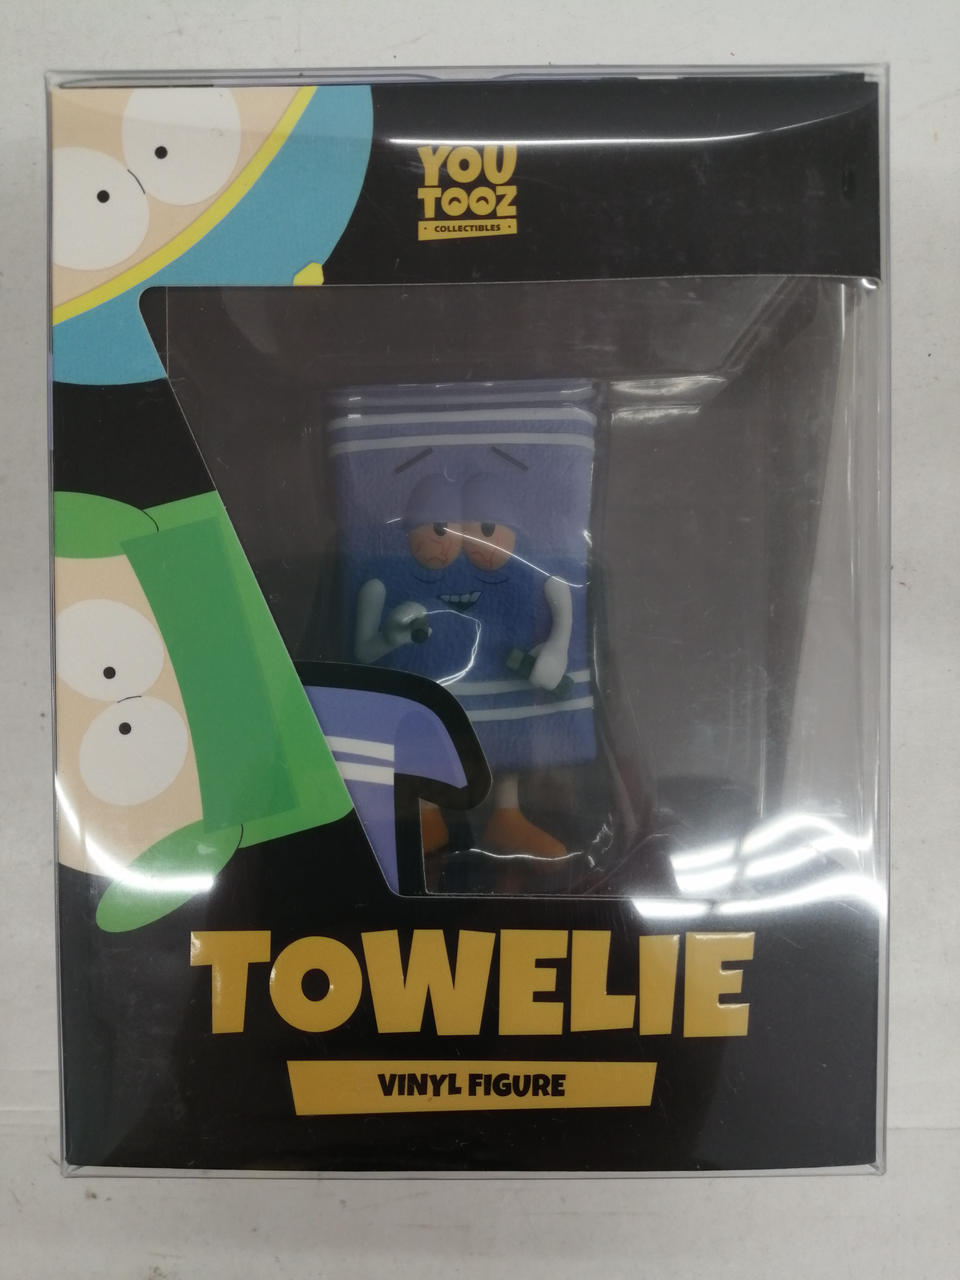 YOU
TOOZ
· COLLECTIBLES ·
TOWELIE
VINYL FIGURE